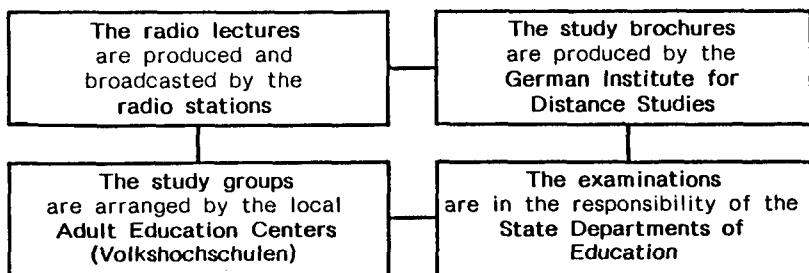 The radio lectures
are produced and
broadcasted by the
radio stations
The study brochures
are produced by the
German Institute for
Distance Studies
The study groups
are arranged by the local
Adult Education Centers
(Volkshochschulen)
The examinations
are in the responsibility of the
State Departments of
Education